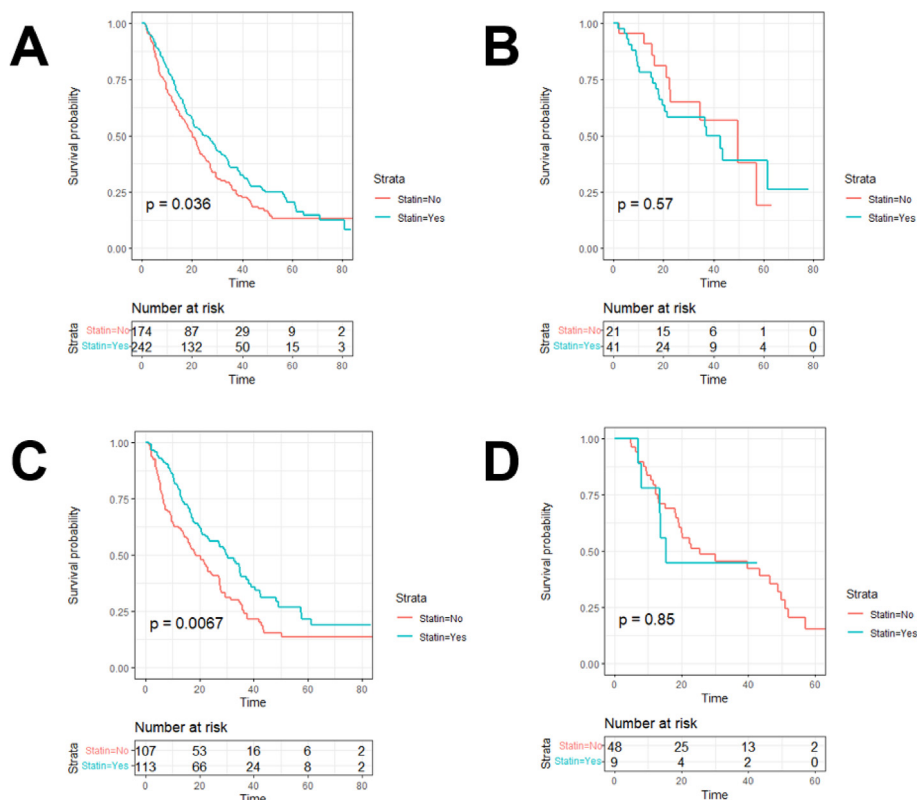 A
1.00
0.75
0.50
0.25
0.00
Survival probability
p = 0.036
0 20 40 60 80
Time
Strata
Statin=No
Statin=Yes
Number at risk
Strata
Statin=No 174 87 29 9 2
Statin=Yes 242 132 50 15 3
0 20 40 60 80
Time
B
1.00
0.75
0.50
0.25
0.00
Survival probability
p = 0.57
0 20 40 60 80
Time
Strata
Statin=No
Statin=Yes
Number at risk
Strata
Statin=No 21 15 6 1 0
Statin=Yes 41 24 9 4 0
0 20 40 60 80
Time
C
1.00
0.75
0.50
0.25
0.00
Survival probability
p = 0.0067
0 20 40 60 80
Time
Strata
Statin=No
Statin=Yes
Number at risk
Strata
Statin=No 107 53 16 6 2
Statin=Yes 113 66 24 8 2
0 20 40 60 80
Time
D
1.00
0.75
0.50
0.25
0.00
Survival probability
p = 0.85
0 20 40 60
Time
Strata
Statin=No
Statin=Yes
Number at risk
Strata
Statin=No 48 25 13 2
Statin=Yes 9 4 2 0
0 20 40 60
Time